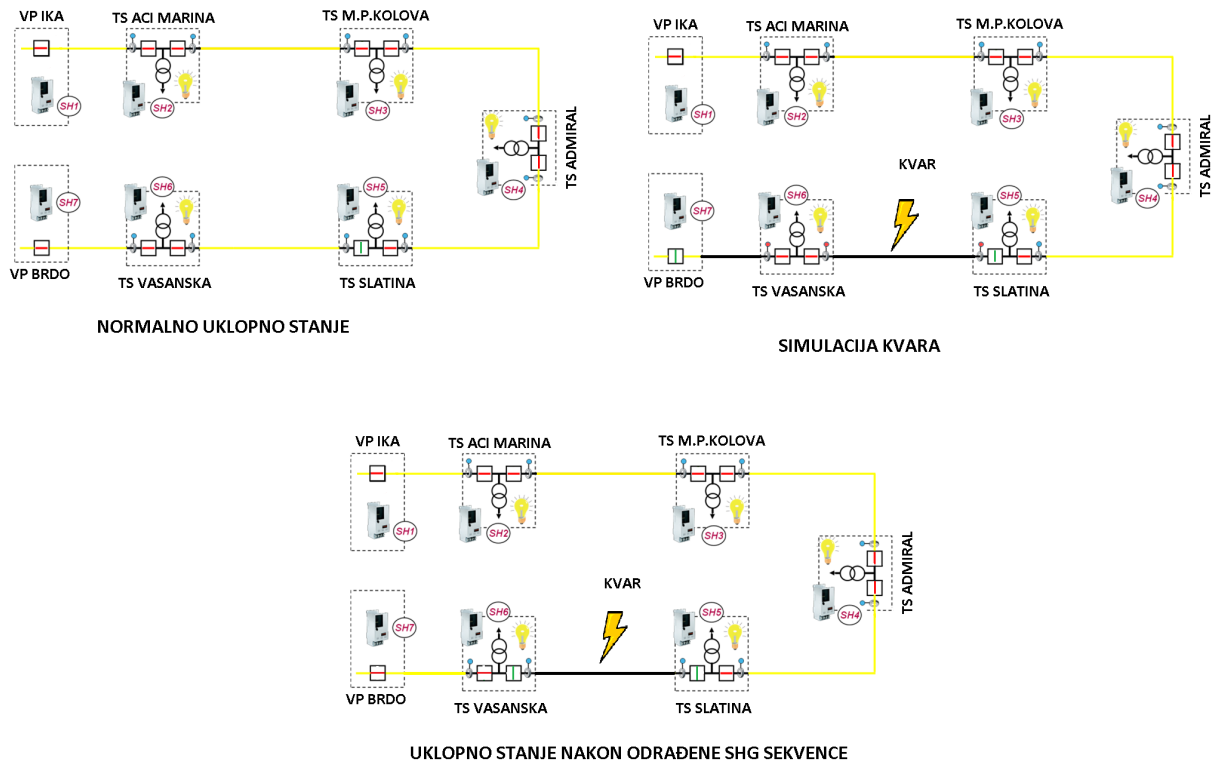 VP IKA
TS ACI MARINA
TS M.P.KOLOVA
SH1
SH2
SH3
TS ADMIRAL
SH4
SH7
SH6
SH5
VP BRDO
TS VASANSKA
TS SLATINA
NORMALNO UKLOPNO STANJE
VP IKA
TS ACI MARINA
TS M.P.KOLOVA
SH1
SH2
SH3
TS ADMIRAL
SH4
KVAR
SH7
SH6
SH5
VP BRDO
TS VASANSKA
TS SLATINA
SIMULACIJA KVARA
VP IKA
TS ACI MARINA
TS M.P.KOLOVA
SH1
SH2
SH3
TS ADMIRAL
SH4
KVAR
SH7
SH6
SH5
VP BRDO
TS VASANSKA
TS SLATINA
UKLOPNO STANJE NAKON ODRAĐENE SHG SEKVENCE